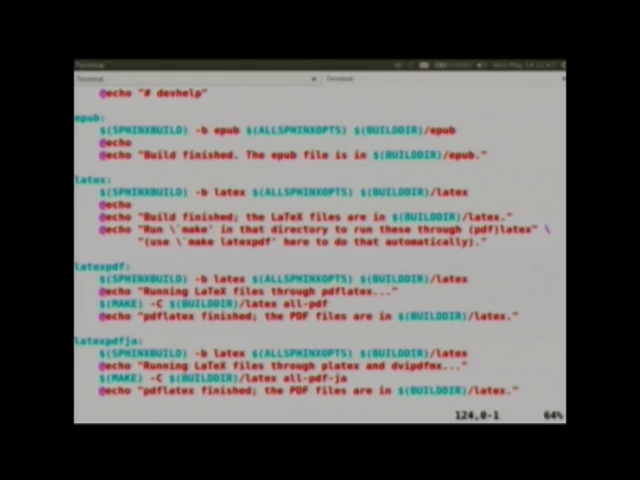 Terminal
Terminal Terminal
@echo "# devhelp"
epub:
$(SPHINXBUILD) -b epub $(ALLSPHINXOPTS) $(BUILDDIR)/epub
@echo
@echo "Build finished. The epub file is in $(BUILDDIR)/epub."
latex:
$(SPHINXBUILD) -b latex $(ALLSPHINXOPTS) $(BUILDDIR)/latex
@echo
@echo "Build finished; the LaTeX files are in $(BUILDDIR)/latex."
@echo "Run \`make' in that directory to run these through (pdf)latex" \
"(use \`make latexpdf' here to do that automatically)."
latexpdf:
$(SPHINXBUILD) -b latex $(ALLSPHINXOPTS) $(BUILDDIR)/latex
@echo "Running LaTeX files through pdflatex..."
$(MAKE) -C $(BUILDDIR)/latex all-pdf
@echo "pdflatex finished; the PDF files are in $(BUILDDIR)/latex."
latexpdfja:
$(SPHINXBUILD) -b latex $(ALLSPHINXOPTS) $(BUILDDIR)/latex
@echo "Running LaTeX files through platex and dvipdfmx..."
$(MAKE) -C $(BUILDDIR)/latex all-pdf-ja
@echo "pdflatex finished; the PDF files are in $(BUILDDIR)/latex."
124,0-1 64%